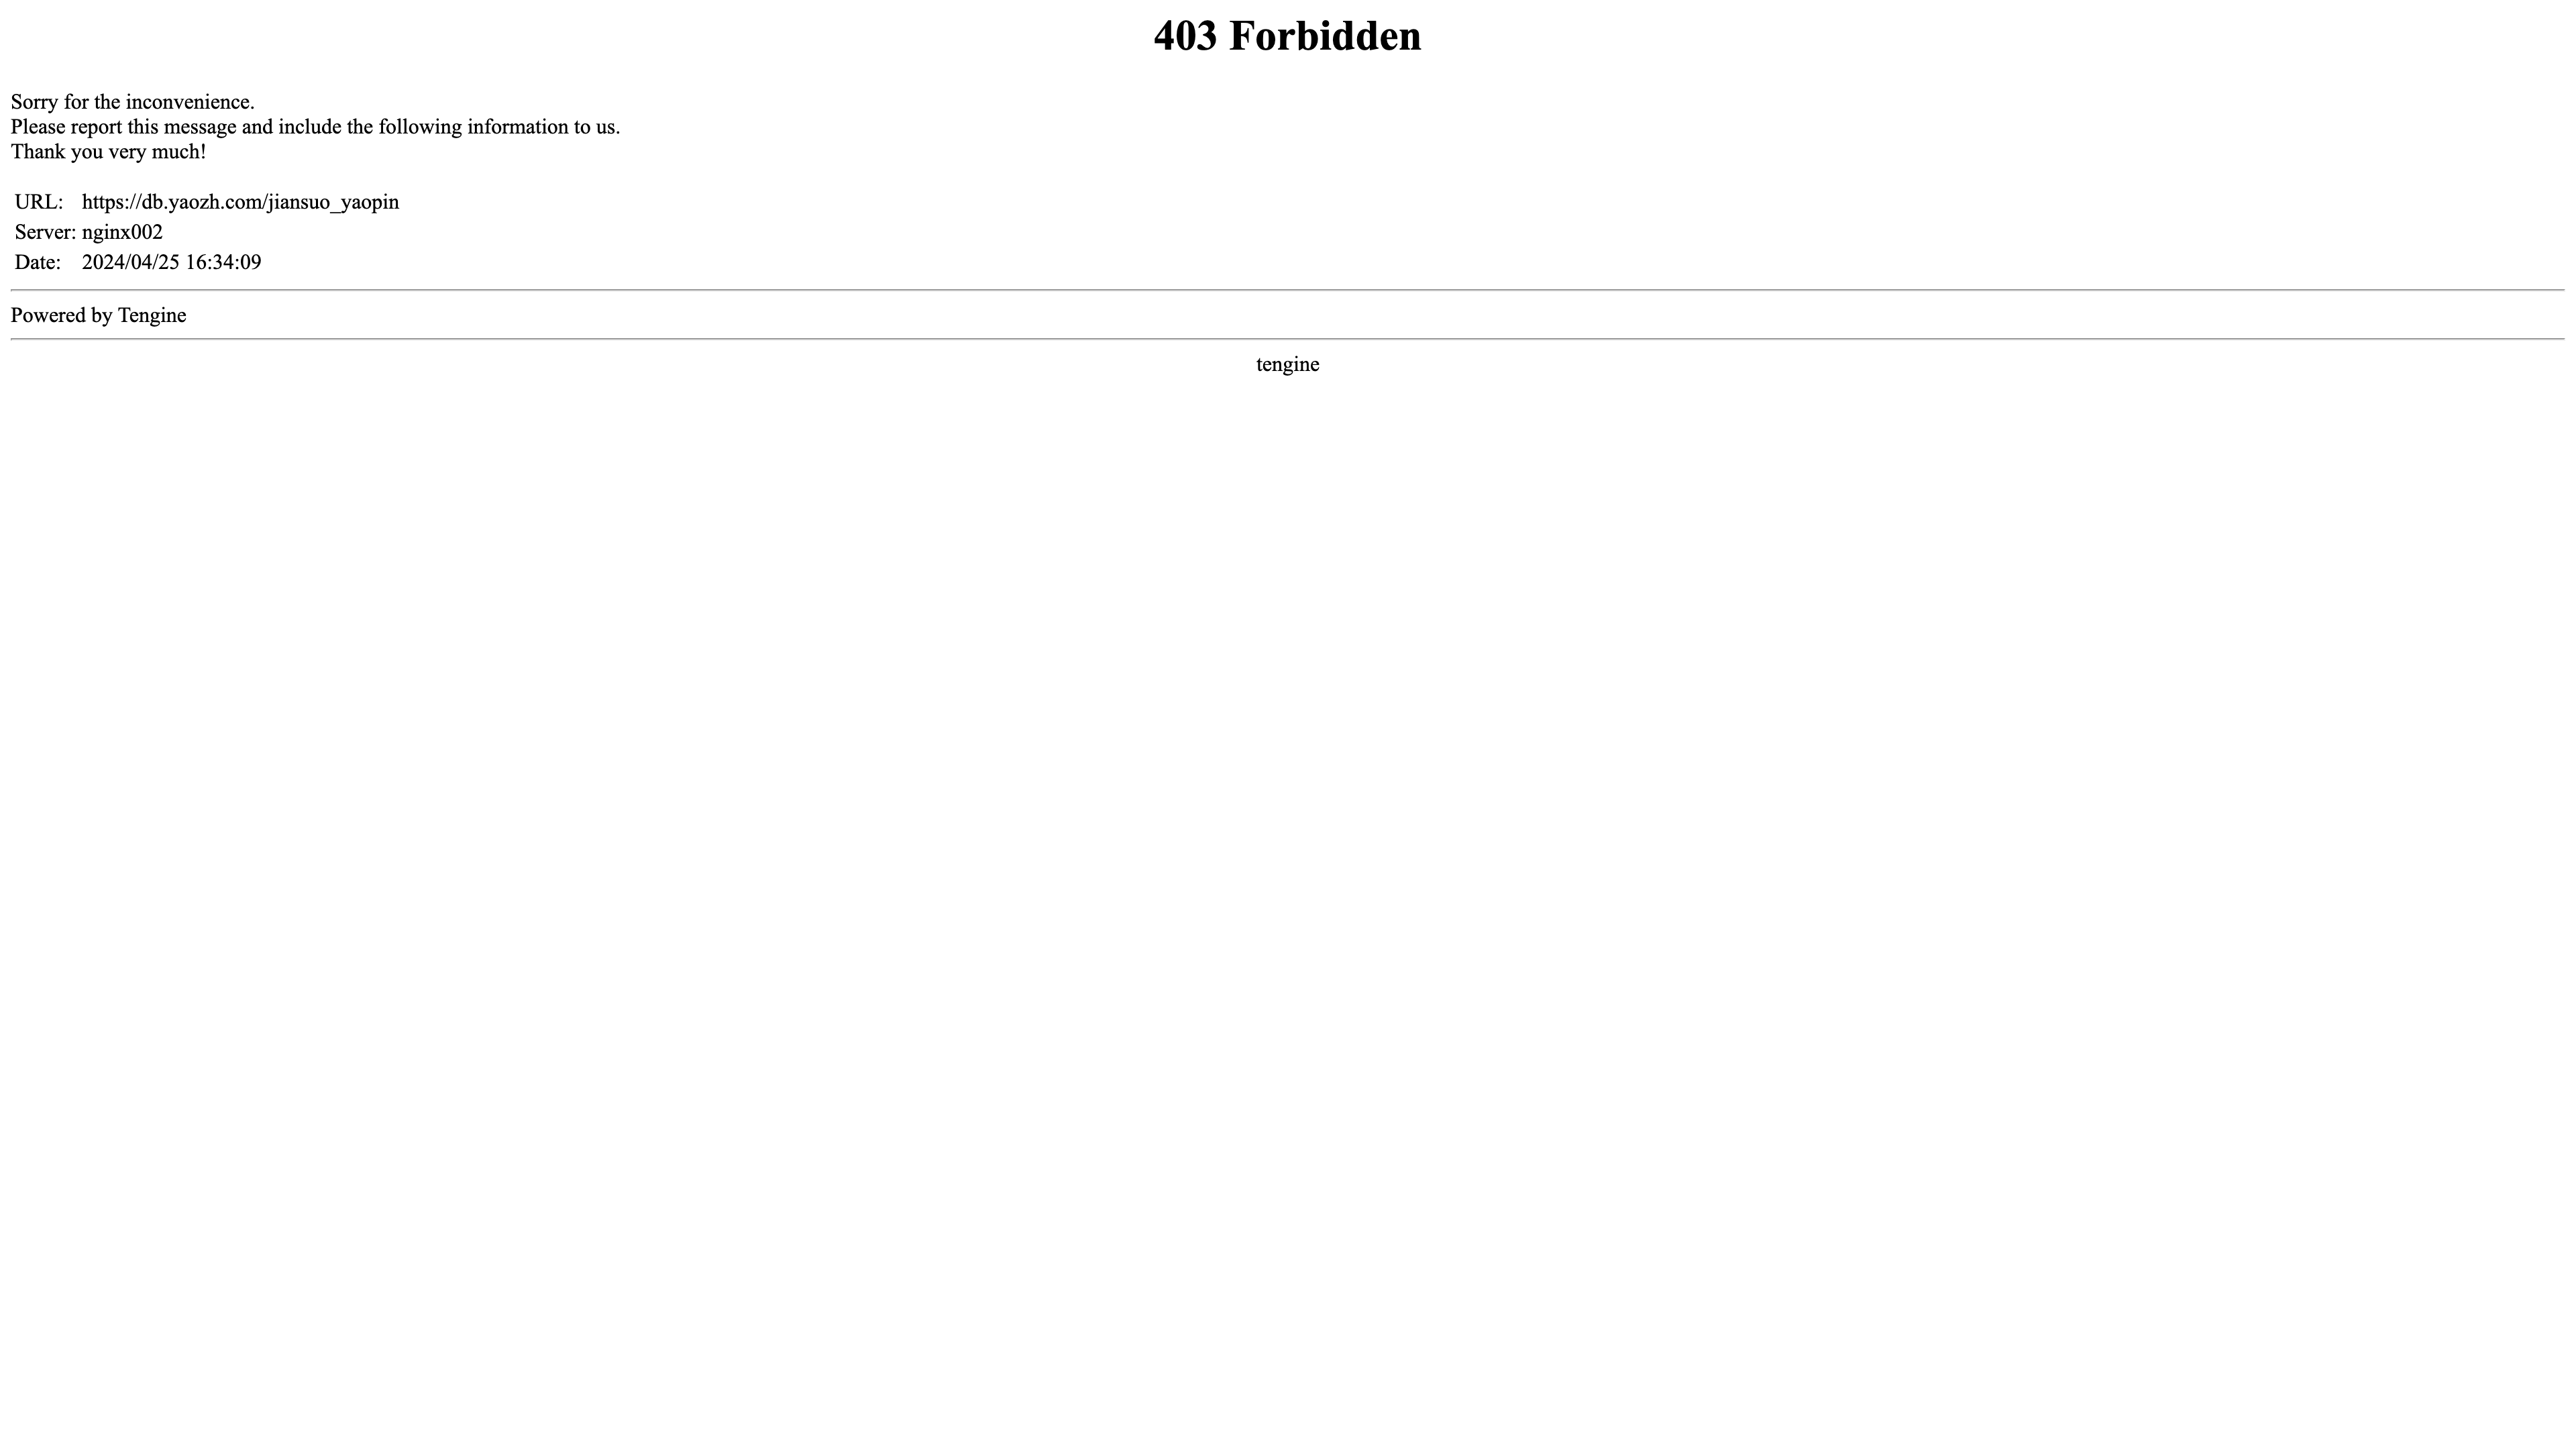 403 Forbidden
Sorry for the inconvenience.
Please report this message and include the following information to us.
Thank you very much!
URL: https://db.yaozh.com/jiansuo_yaopin
Server: nginx002
Date: 2024/04/25 16:34:09
Powered by Tengine
tengine